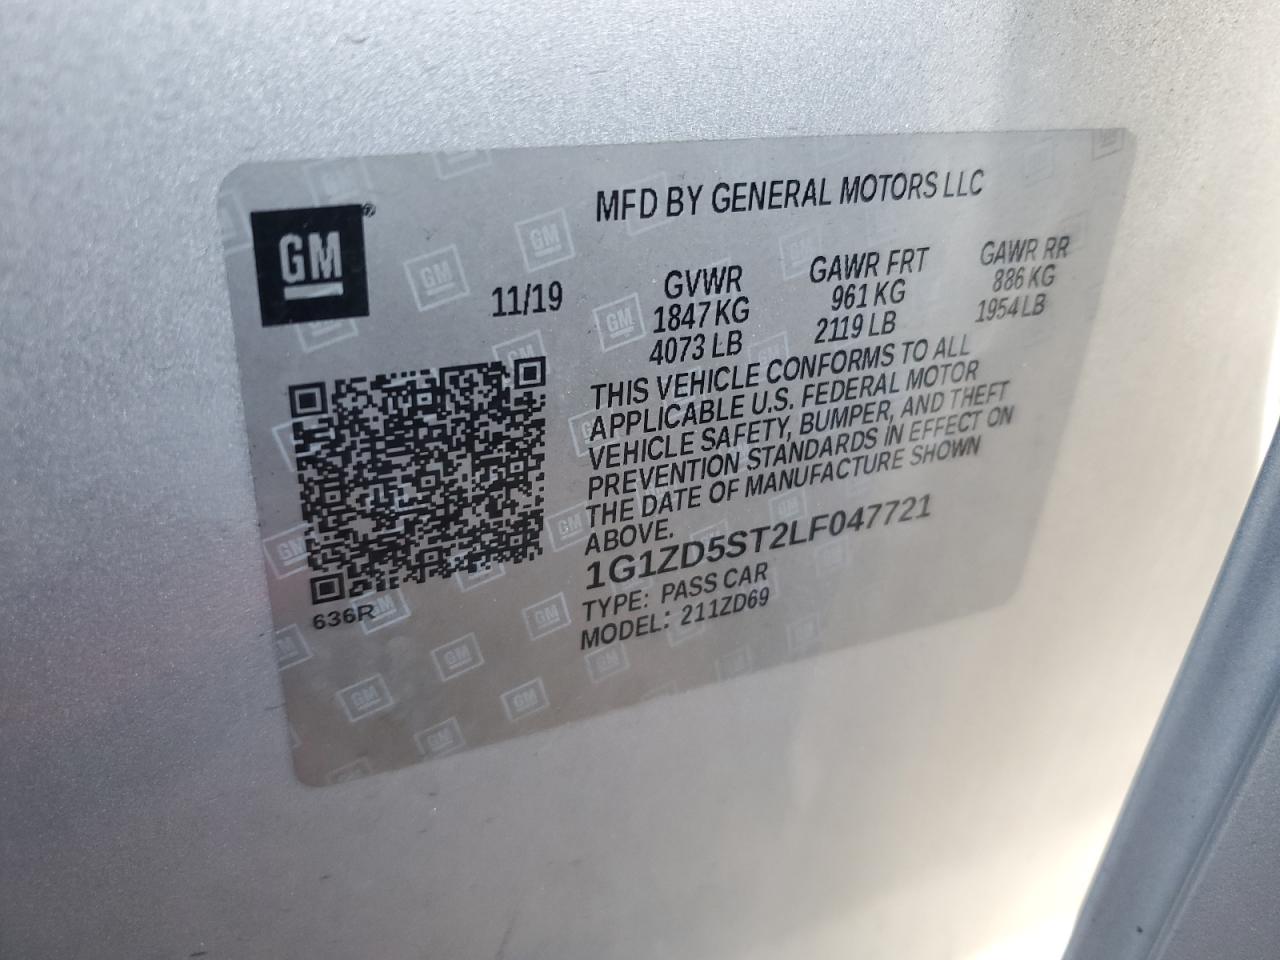 GM
MFD BY GENERAL MOTORS LLC
11/19
GVWR
1847 KG
4073 LB
GAWR FRT
961 KG
2119 LB
GAWR RR
886 KG
1954 LB
THIS VEHICLE CONFORMS TO ALL
APPLICABLE U.S. FEDERAL MOTOR
VEHICLE SAFETY, BUMPER, AND THEFT
PREVENTION STANDARDS IN EFFECT ON
THE DATE OF MANUFACTURE SHOWN
ABOVE.
1G1ZD5ST2LF047721
TYPE: PASS CAR
MODEL: 211ZD69
636R